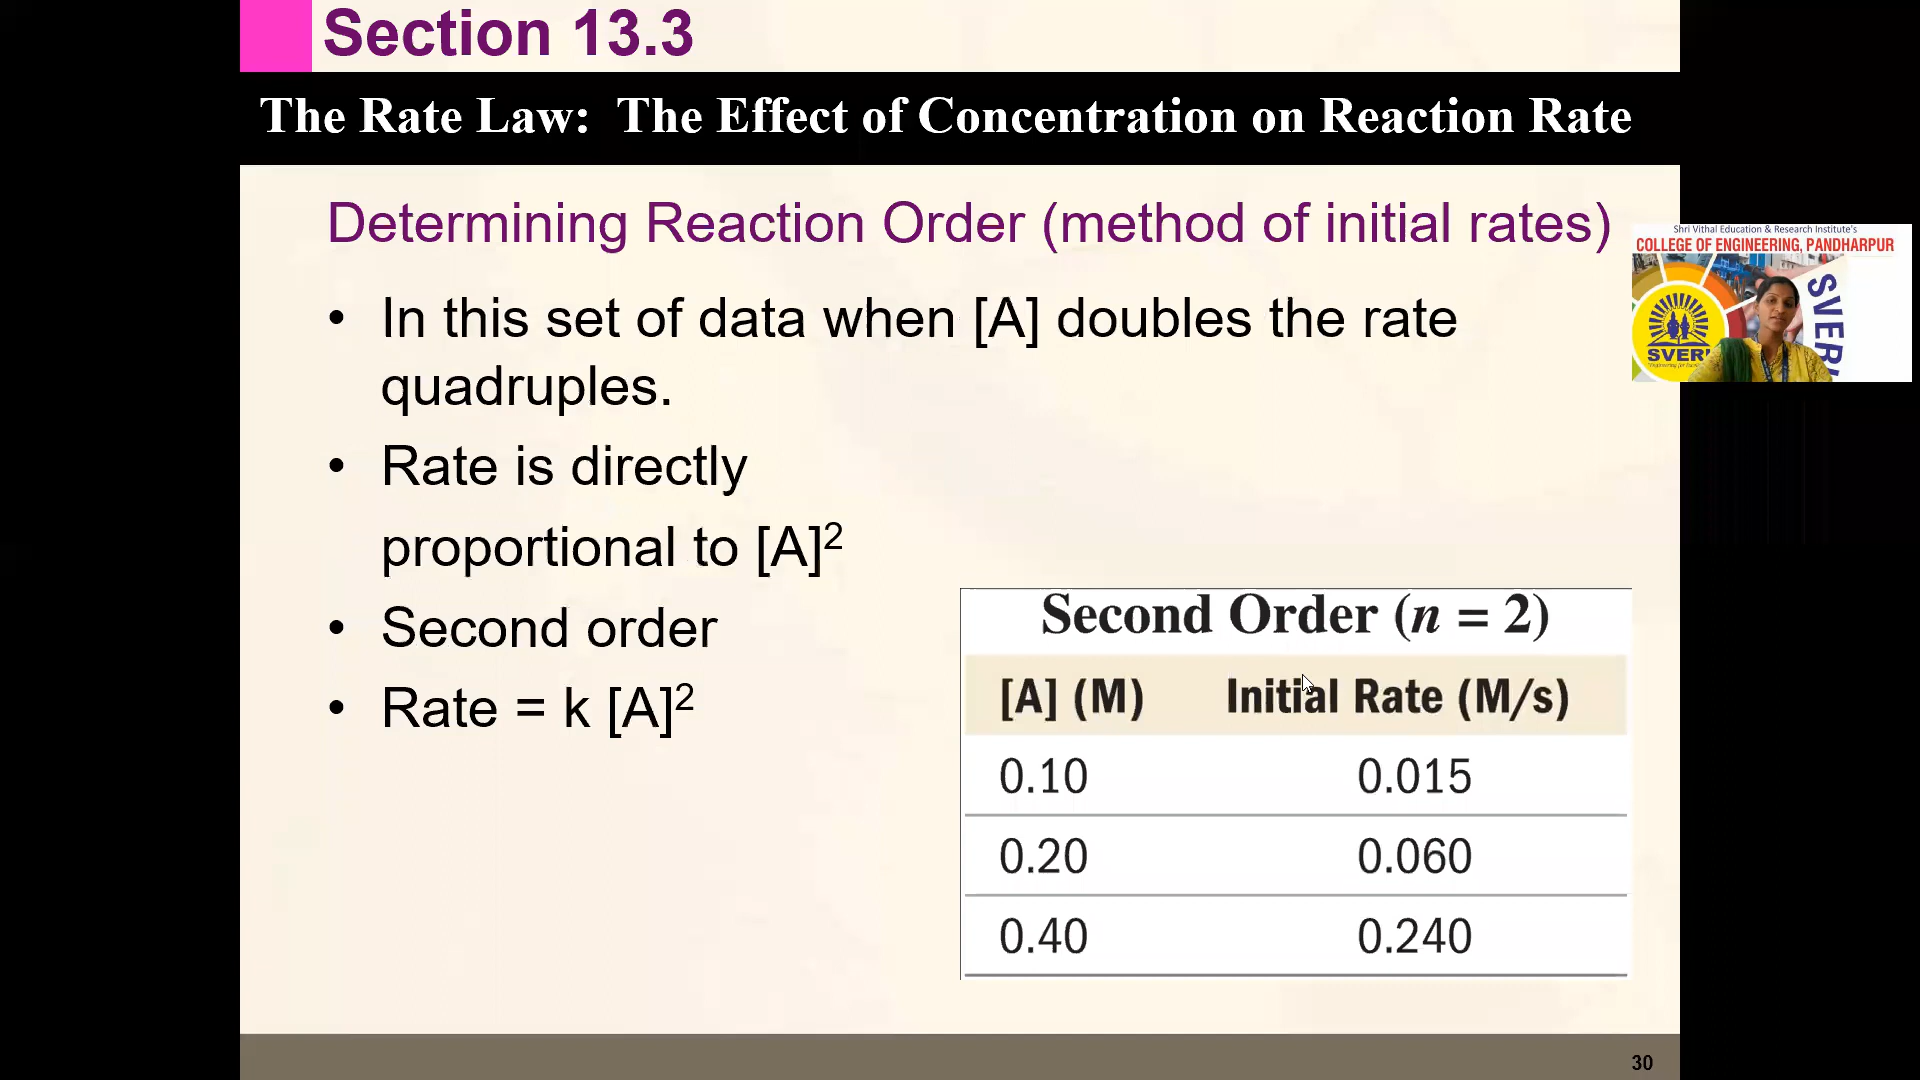 Section 13.3
The Rate Law: The Effect of Concentration on Reaction Rate
Determining Reaction Order (method of initial rates)
• In this set of data when [A] doubles the rate
quadruples.
• Rate is directly
proportional to [A]²
• Second order
• Rate = k [A]²
Shri Vithal Education & Research Institute's
COLLEGE OF ENGINEERING, PANDHARPUR
SVERI
SVERI
Second Order (n = 2)
[A] (M) Initial Rate (M/s)
0.10 0.015
0.20 0.060
0.40 0.240
30